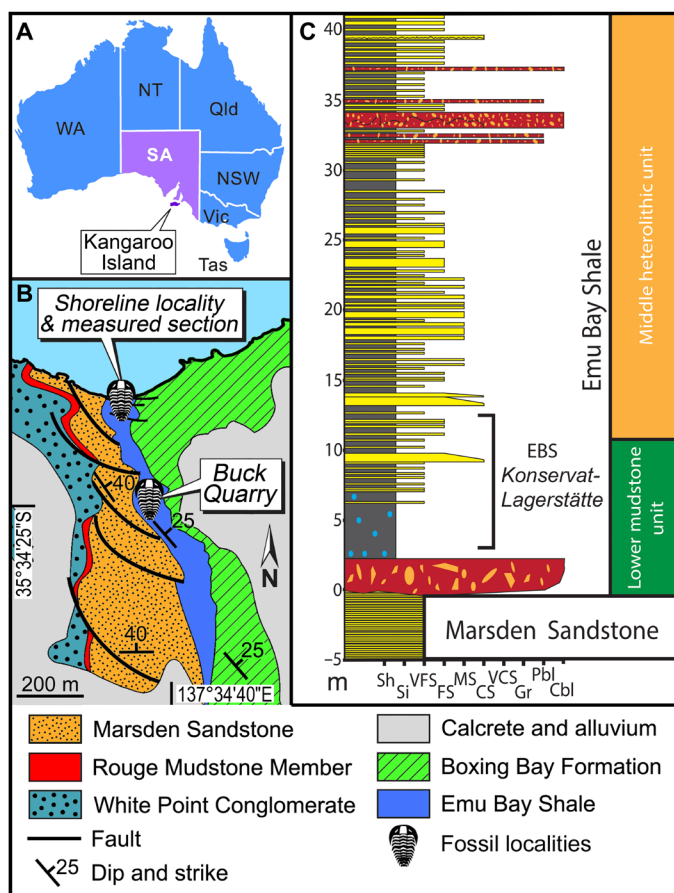 A
WA
NT
Qld
SA
NSW
Vic
Tas
Kangaroo
Island
B
Shoreline locality
& measured section
Buck
Quarry
40
25
40
25
35°34'25"S
N
200 m
137°34'40"E
C
40
35
30
25
20
15
10
5
0
−5
m
Sh
Si
VFS
FS
MS
CS
VCS
Gr
Pbl
Cbl
EBS
Konservat-
Lagerstätte
Marsden Sandstone
Emu Bay Shale
Middle heterolithic unit
Lower mudstone
unit
Marsden Sandstone
Rouge Mudstone Member
White Point Conglomerate
Fault
25 Dip and strike
Calcrete and alluvium
Boxing Bay Formation
Emu Bay Shale
Fossil localities